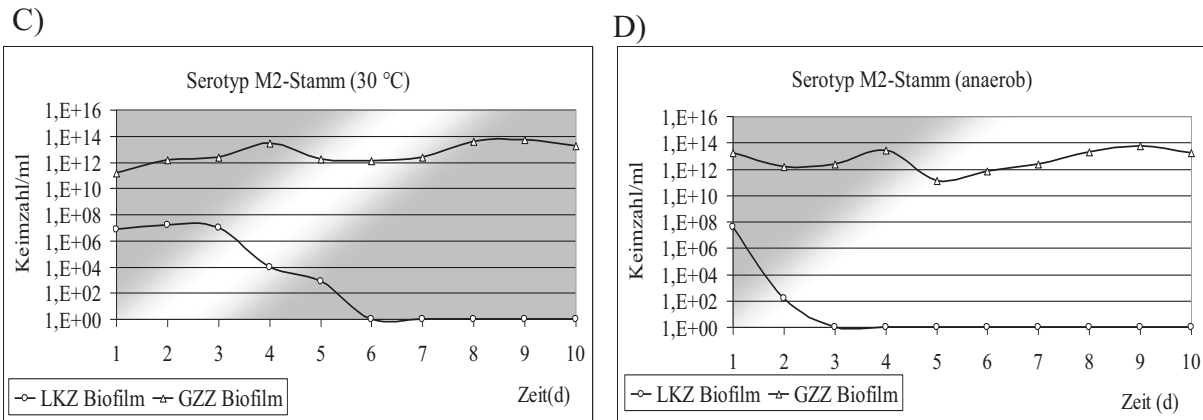 C)
Serotyp M2-Stamm (30 °C)
Keimzahl/ml
1,E+16
1,E+14
1,E+12
1,E+10
1,E+08
1,E+06
1,E+04
1,E+02
1,E+00
1 2 3 4 5 6 7 8 9 10
LKZ Biofilm GZZ Biofilm
Zeit(d)
D)
Serotyp M2-Stamm (anaerob)
Keimzahl/ml
1,E+16
1,E+14
1,E+12
1,E+10
1,E+08
1,E+06
1,E+04
1,E+02
1,E+00
1 2 3 4 5 6 7 8 9 10
LKZ Biofilm GZZ Biofilm
Zeit (d)